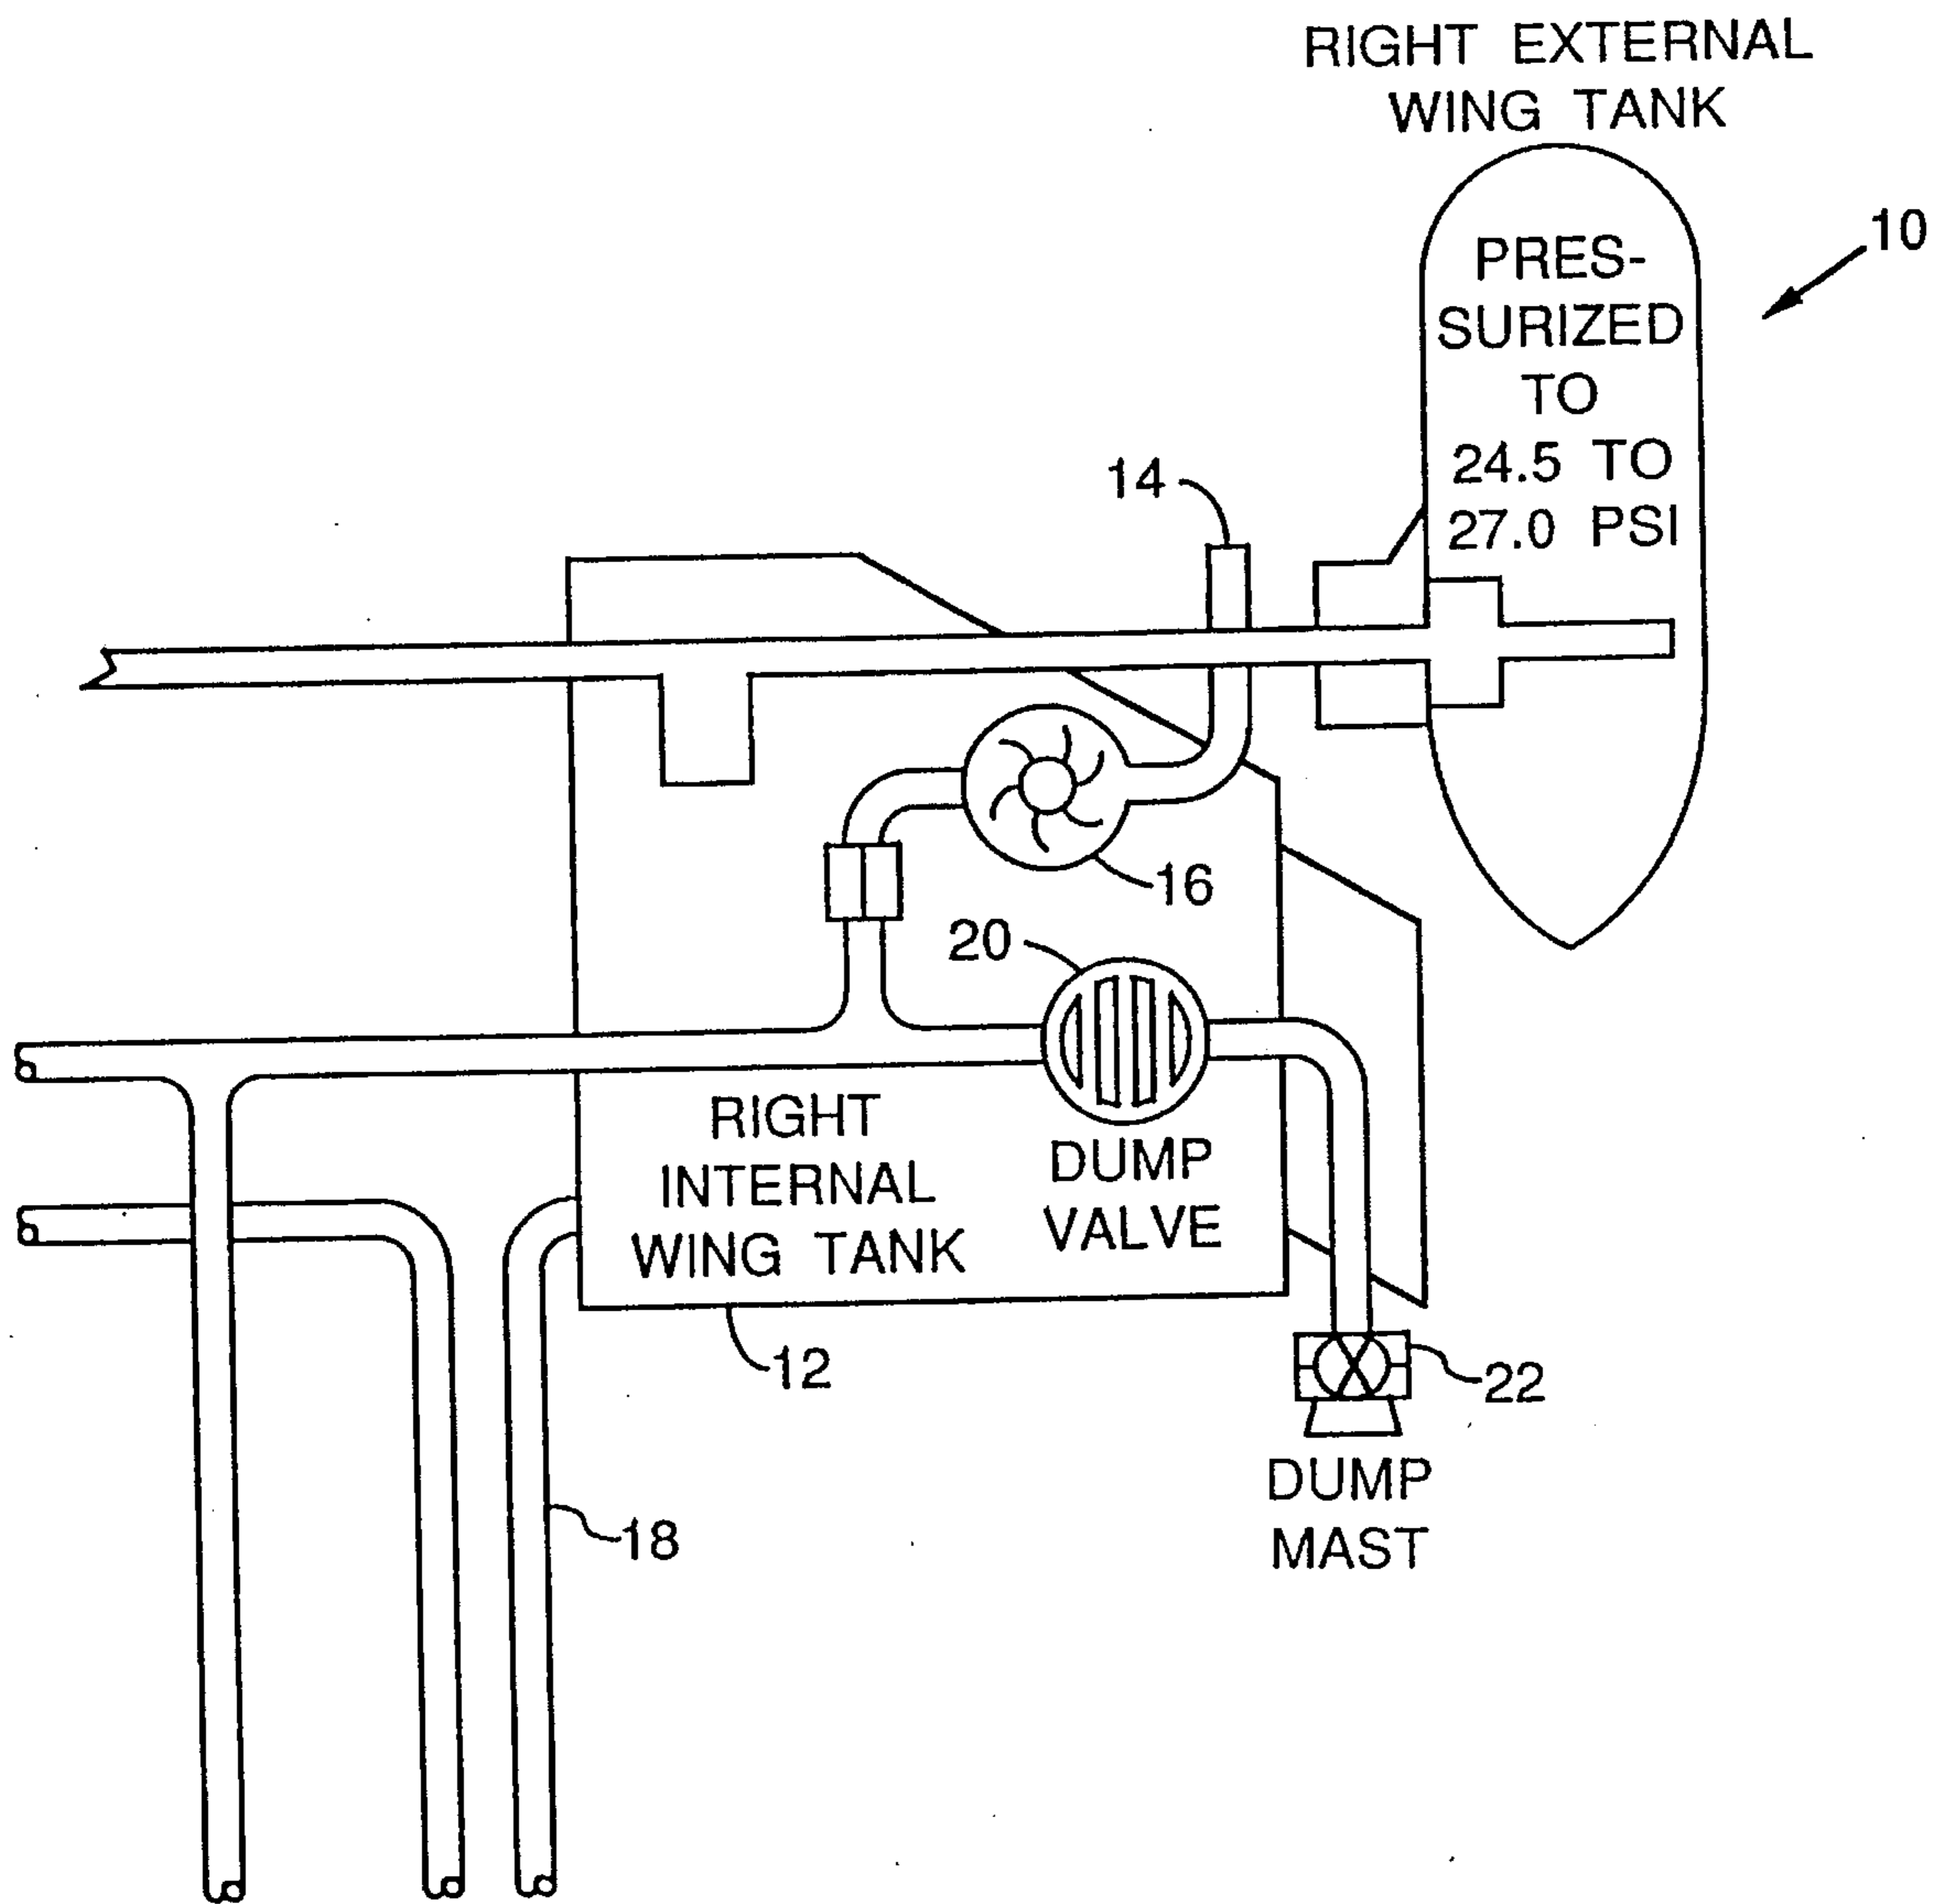 RIGHT EXTERNAL
WING TANK
10
PRES-
SURIZED
TO
24.5 TO
27.0 PSI
14
16
20
RIGHT
INTERNAL
WING TANK
DUMP
VALVE
12
22
DUMP
MAST
18